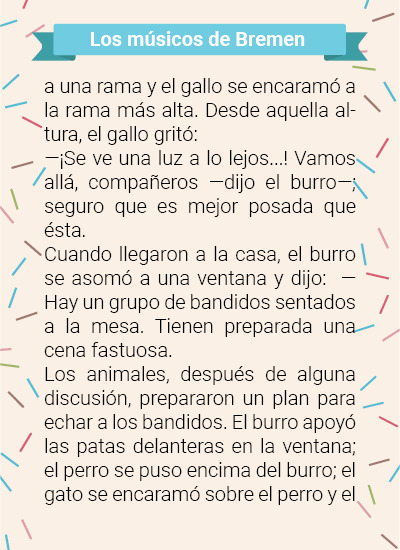 Los músicos de Bremen
a una rama y el gallo se encaramó a
la rama más alta. Desde aquella al-
tura, el gallo gritó:
—¡Se ve una luz a lo lejos...! Vamos
allá, compañeros —dijo el burro—;
seguro que es mejor posada que
ésta.
Cuando llegaron a la casa, el burro
se asomó a una ventana y dijo: —
Hay un grupo de bandidos sentados
a la mesa. Tienen preparada una
cena fastuosa.
Los animales, después de alguna
discusión, prepararon un plan para
echar a los bandidos. El burro apoyó
las patas delanteras en la ventana;
el perro se puso encima del burro; el
gato se encaramó sobre el perro y el